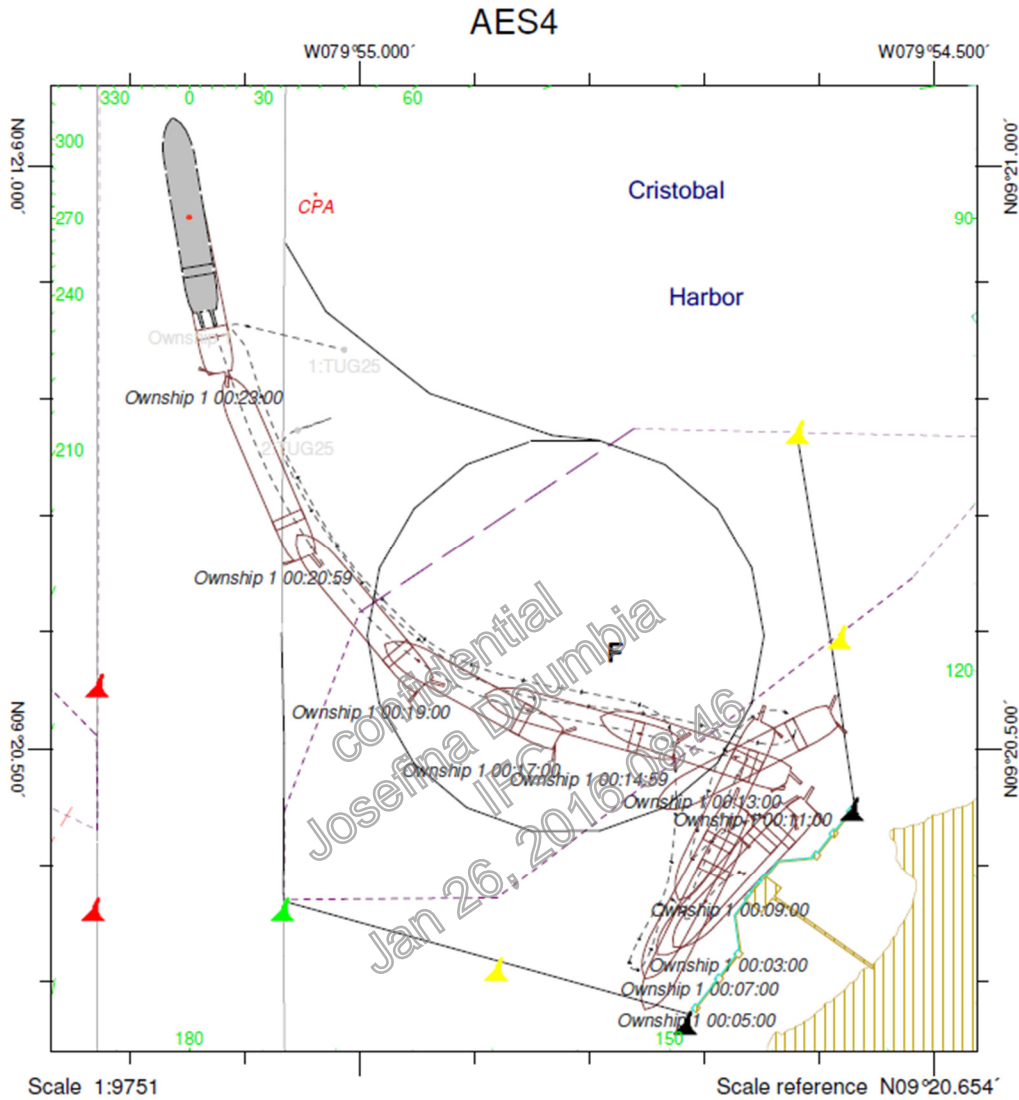 AES4
W079°55.000´
W079°54.500´
330
0
30
60
N09°21.000´
N09°21.000´
300
CPA
Cristobal
270
90
240
Harbor
Ownship
1:TUG25
Ownship 1 00:23:00
2:TUG25
210
Ownship 1 00:20:59
F
120
Ownship 1 00:19:00
N09°20.500´
N09°20.500´
Ownship 1 00:17:00
Ownship 1 00:14:59
Ownship 1 00:13:00
Ownship 1 00:11:00
Ownship 1 00:09:00
Ownship 1 00:03:00
Ownship 1 00:07:00
Ownship 1 00:05:00
180
150
confidential
Josefina Doumbia
IFC
Jan 26, 2016 08:46
Scale 1:9751
Scale reference N09°20.654´